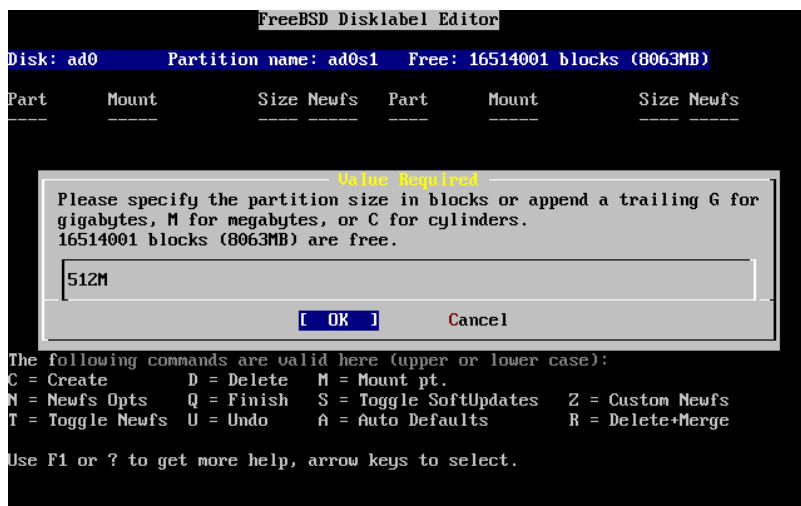 FreeBSD Disklabel Editor
Disk: ad0 Partition name: ad0s1 Free: 16514001 blocks (8063MB)
Part Mount Size Newfs Part Mount Size Newfs
---- ----- ---- ----- ---- ----- ---- -----
Value Required
Please specify the partition size in blocks or append a trailing G for
gigabytes, M for megabytes, or C for cylinders.
16514001 blocks (8063MB) are free.
512M
[ OK ] Cancel
The following commands are valid here (upper or lower case):
C = Create D = Delete M = Mount pt.
N = Newfs Opts Q = Finish S = Toggle SoftUpdates Z = Custom Newfs
T = Toggle Newfs U = Undo A = Auto Defaults R = Delete+Merge
Use F1 or ? to get more help, arrow keys to select.